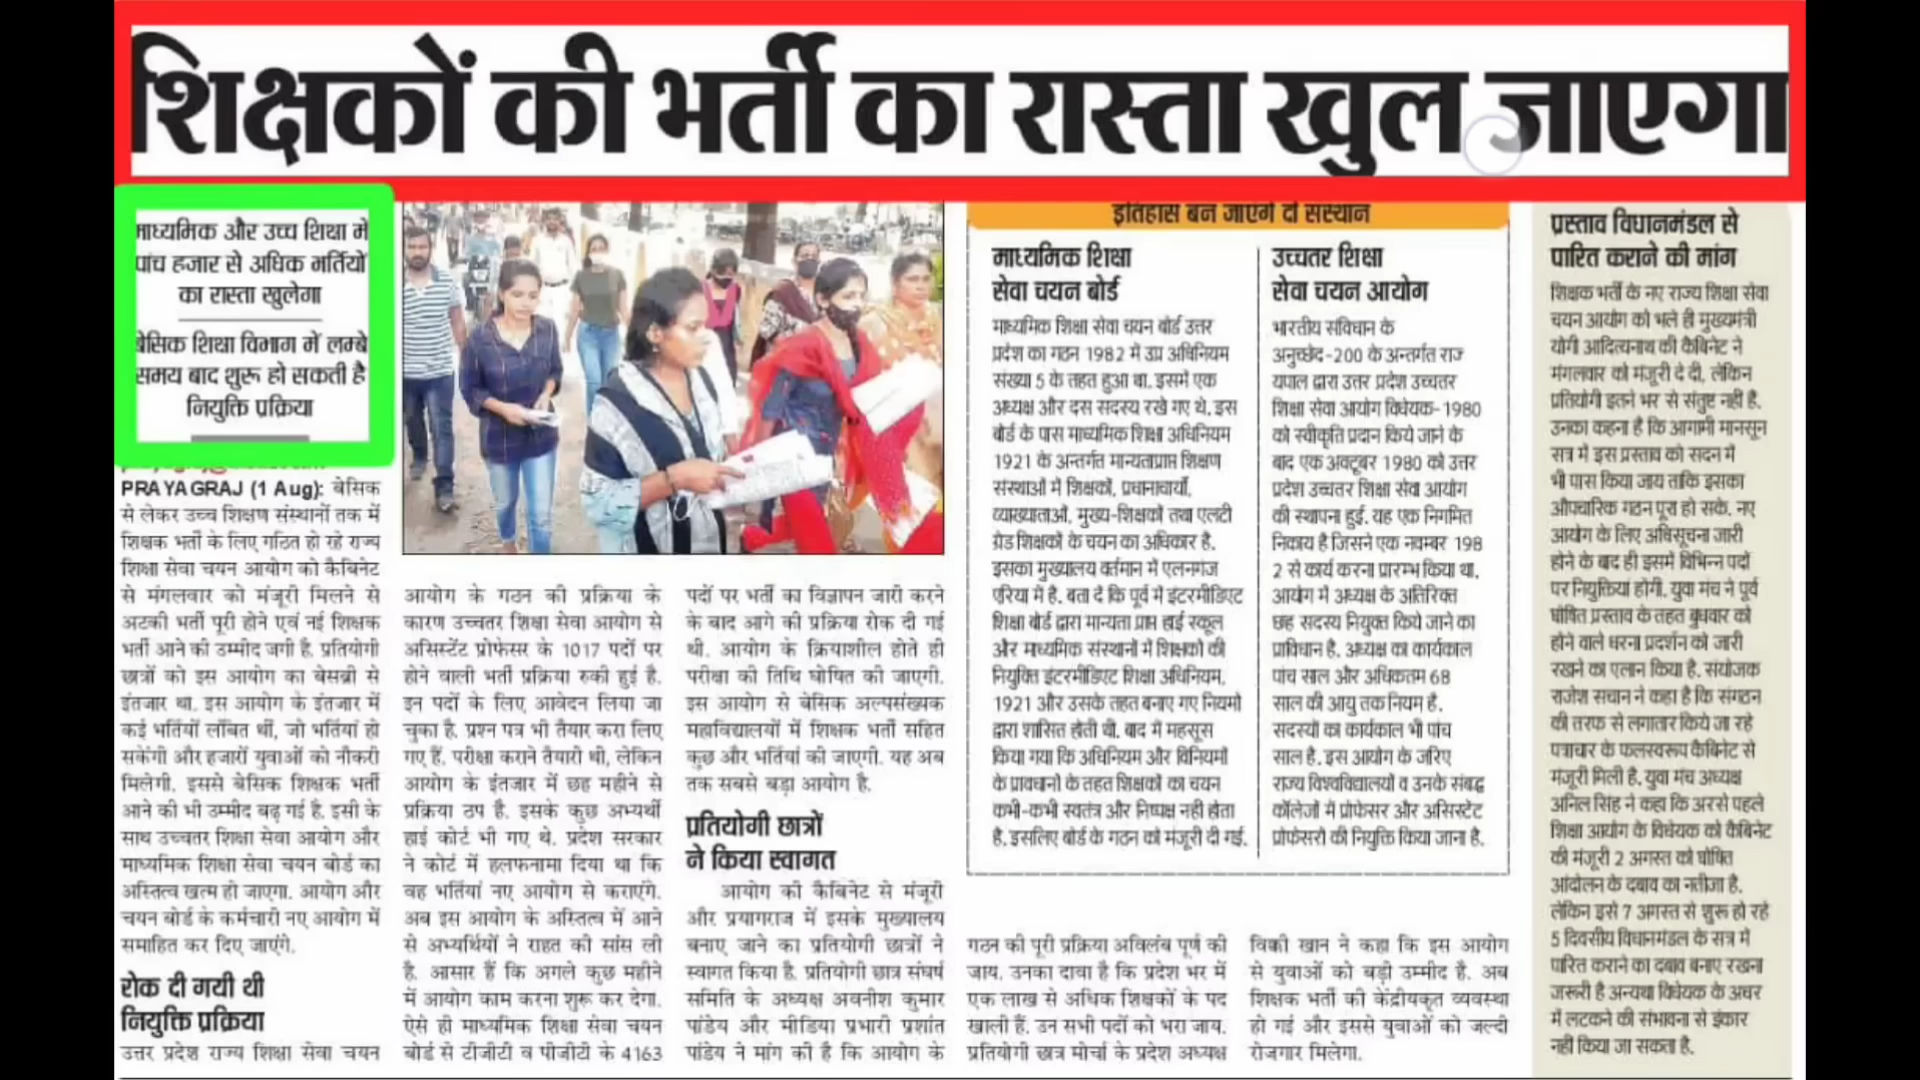 शिक्षकों की भर्ती का रास्ता खुल जाएगा
माध्यमिक और उच्च शिक्षा में
पांच हजार से अधिक भर्तियों
का रास्ता खुलेगा
बेसिक शिक्षा विभाग में लम्बे
समय बाद शुरू हो सकती है
नियुक्ति प्रक्रिया
PRAYAGRAJ (1 Aug): बेसिक
से लेकर उच्च शिक्षण संस्थानों तक में
शिक्षक भर्ती के लिए गठित हो रहे राज्य
शिक्षा सेवा चयन आयोग को कैबिनेट
से मंगलवार को मंजूरी मिलने से
अटकी भर्ती पूरी होने एवं नई शिक्षक
भर्ती आने की उम्मीद जगी है. प्रतियोगी
छात्रों को इस आयोग का बेसब्री से
इंतजार था. इस आयोग के इंतजार में
कई भर्तियों लंबित थीं, जो भर्तियां हो
सकेंगी और हजारों युवाओं को नौकरी
मिलेगी. इससे बेसिक शिक्षक भर्ती
आने की भी उम्मीद बढ़ गई है. इसी के
साथ उच्चतर शिक्षा सेवा आयोग और
माध्यमिक शिक्षा सेवा चयन बोर्ड का
अस्तित्व खत्म हो जाएगा. आयोग और
चयन बोर्ड के कर्मचारी नए आयोग में
समाहित कर दिए जाएंगे.
रोक दी गयी थी
नियुक्ति प्रक्रिया
उत्तर प्रदेश राज्य शिक्षा सेवा चयन
आयोग के गठन की प्रक्रिया के
कारण उच्चतर शिक्षा सेवा आयोग से
असिस्टेंट प्रोफेसर के 1017 पदों पर
होने वाली भर्ती प्रक्रिया रुकी हुई है.
इन पदों के लिए आवेदन लिया जा
चुका है. प्रश्न पत्र भी तैयार करा लिए
गए हैं. परीक्षा कराने तैयारी थी, लेकिन
आयोग के इंतजार में छह महीने से
प्रक्रिया ठप है. इसके कुछ अभ्यर्थी
हाई कोर्ट भी गए थे. प्रदेश सरकार
ने कोर्ट में हलफनामा दिया था कि
वह भर्तियां नए आयोग से कराएंगे.
अब इस आयोग के अस्तित्व में आने
से अभ्यर्थियों ने राहत की सांस ली
है. आसार हैं कि अगले कुछ महीने
में आयोग काम करना शुरू कर देगा.
ऐसे ही माध्यमिक शिक्षा सेवा चयन
बोर्ड से टीजीटी व पीजीटी के 4163
पदों पर भर्ती का विज्ञापन जारी करने
के बाद आगे की प्रक्रिया रोक दी गई
थी. आयोग के क्रियाशील होते ही
परीक्षा की तिथि घोषित की जाएगी.
इस आयोग से बेसिक अल्पसंख्यक
महाविद्यालयों में शिक्षक भर्ती सहित
कुछ और भर्तियां की जाएगी. यह अब
तक सबसे बड़ा आयोग है.
प्रतियोगी छात्रों
ने किया स्वागत
आयोग की कैबिनेट से मंजूरी
और प्रयागराज में इसके मुख्यालय
बनाए जाने का प्रतियोगी छात्रों ने
स्वागत किया है. प्रतियोगी छात्र संघर्ष
समिति के अध्यक्ष अवनीश कुमार
पांडेय और मीडिया प्रभारी प्रशांत
पांडेय ने मांग की है कि आयोग के
गठन की पूरी प्रक्रिया अविलंब पूर्ण की
जाय. उनका दावा है कि प्रदेश भर में
एक लाख से अधिक शिक्षकों के पद
खाली हैं. उन सभी पदों को भरा जाय.
प्रतियोगी छात्र मोर्चा के प्रदेश अध्यक्ष
विक्की खान ने कहा कि इस आयोग
से युवाओं को बड़ी उम्मीद है. अब
शिक्षक भर्ती की केंद्रीयकृत व्यवस्था
हो गई और इससे युवाओं को जल्दी
रोजगार मिलेगा.
इतिहास बन जाएंगे दो संस्थान
माध्यमिक शिक्षा
सेवा चयन बोर्ड
माध्यमिक शिक्षा सेवा चयन बोर्ड उत्तर
प्रदेश का गठन 1982 में उप्र अधिनियम
संख्या 5 के तहत हुआ था. इसमें एक
अध्यक्ष और दस सदस्य रखे गए थे. इस
बोर्ड के पास माध्यमिक शिक्षा अधिनियम
1921 के अन्तर्गत मान्यताप्राप्त शिक्षण
संस्थाओं में शिक्षकों, प्रधानाचार्यों,
व्याख्याताओं, मुख्य-शिक्षकों तथा एलटी
ग्रेड शिक्षकों के चयन का अधिकार है.
इसका मुख्यालय वर्तमान में एलनगंज
एरिया में है. बता दें कि पूर्व में इंटरमीडिएट
शिक्षा बोर्ड द्वारा मान्यता प्राप्त हाई स्कूल
और माध्यमिक संस्थानों में शिक्षकों की
नियुक्ति इंटरमीडिएट शिक्षा अधिनियम,
1921 और उसके तहत बनाए गए नियमों
द्वारा शासित होती थी. बाद में महसूस
किया गया कि अधिनियम और विनियमों
के प्रावधानों के तहत शिक्षकों का चयन
कभी-कभी स्वतंत्र और निष्पक्ष नहीं होता
है. इसलिए बोर्ड के गठन को मंजूरी दी गई.
उच्चतर शिक्षा
सेवा चयन आयोग
भारतीय संविधान के
अनुच्छेद-200 के अन्तर्गत राज
यपाल द्वारा उत्तर प्रदेश उच्चतर
शिक्षा सेवा आयोग विधेयक-1980
को स्वीकृति प्रदान किये जाने के
बाद एक अक्टूबर 1980 को उत्तर
प्रदेश उच्चतर शिक्षा सेवा आयोग
की स्थापना हुई. यह एक निगमित
निकाय है जिसने एक नवम्बर 198
2 से कार्य करना प्रारम्भ किया था.
आयोग में अध्यक्ष के अतिरिक्त
छह सदस्य नियुक्त किये जाने का
प्राविधान है. अध्यक्ष का कार्यकाल
पांच साल और अधिकतम 68
साल की आयु तक नियम है.
सदस्यों का कार्यकाल भी पांच
साल है. इस आयोग के जरिए
राज्य विश्वविद्यालयों व उनके संबद्ध
कॉलेजों में प्रोफेसर और असिस्टेंट
प्रोफेसरों की नियुक्ति किया जाना है.
प्रस्ताव विधानमंडल से
पारित कराने की मांग
शिक्षक भर्ती के नए राज्य शिक्षा सेवा
चयन आयोग को भले ही मुख्यमंत्री
योगी आदित्यनाथ की कैबिनेट ने
मंगलवार को मंजूरी दे दी, लेकिन
प्रतियोगी इतने भर से संतुष्ट नहीं हैं.
उनका कहना है कि आगामी मानसून
सत्र में इस प्रस्ताव को सदन में
भी पास किया जाय ताकि इसका
औपचारिक गठन पूरा हो सके. नए
आयोग के लिए अधिसूचना जारी
होने के बाद ही इसमें विभिन्न पदों
पर नियुक्तियां होंगी. युवा मंच ने पूर्व
घोषित प्रस्ताव के तहत बुधवार को
होने वाले धरना प्रदर्शन को जारी
रखने का एलान किया है. संयोजक
राजेश सचान ने कहा है कि संगठन
की तरफ से लगातार किये जा रहे
पत्राचार के फलस्वरूप कैबिनेट से
मंजूरी मिली है. युवा मंच अध्यक्ष
अनिल सिंह ने कहा कि अरसे पहले
शिक्षा आयोग के विधेयक को कैबिनेट
की मंजूरी 2 अगस्त को घोषित
आंदोलन के दबाव का नतीजा है.
लेकिन इसे 7 अगस्त से शुरू हो रहे
5 दिवसीय विधानमंडल के सत्र में
पारित कराने का दबाव बनाए रखना
जरूरी है अन्यथा विधेयक के अधर
में लटकने की संभावना से इंकार
नहीं किया जा सकता है.